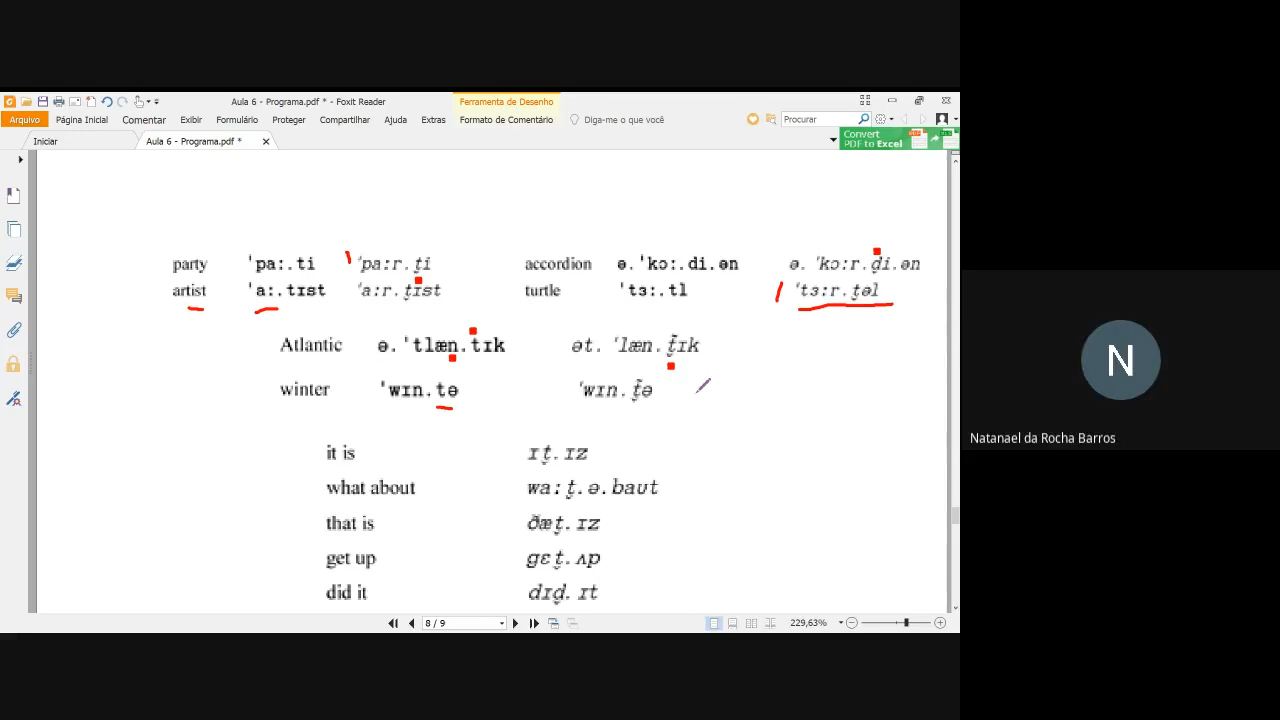 Aula 6 - Programa.pdf * - Foxit Reader
Ferramenta de Desenho
Arquivo Página Inicial Comentar Exibir Formulário Proteger Compartilhar Ajuda Extras Formato de Comentário Diga-me o que você Procurar
Iniciar Aula 6 - Programa.pdf *
Convert
PDF to Excel
party ˈpaː.ti ˈpaːr.t̬i accordion ə.ˈkɔː.di.ən ə.ˈkɔːr.d̬i.ən
artist ˈaː.tɪst ˈaːr.t̬ɪst turtle ˈtɜː.tl ˈtɜːr.t̬əl
Atlantic ə.ˈtlæn.tɪk ət.ˈlæn.t̬̃ɪk
winter ˈwɪn.tə ˈwɪn.t̬̃ə
it is ɪt̬.ɪz
what about waːt̬.ə.baʊt
that is ðæt̬.ɪz
get up gɛt̬.ʌp
did it dɪd̬.ɪt
N
Natanael da Rocha Barros
8 / 9 229,63%